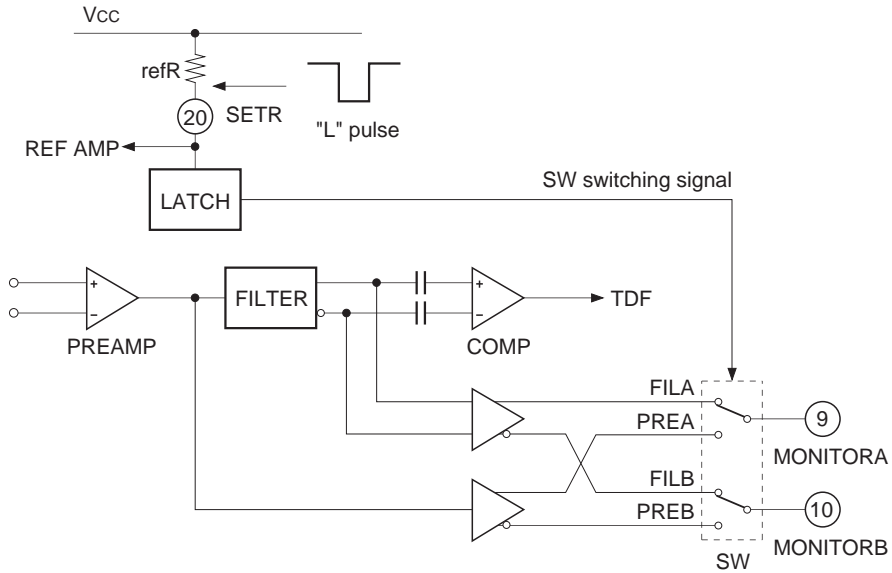 Vcc
refR
20
SETR
"L" pulse
REF AMP
LATCH
SW switching signal
+
−
PREAMP
FILTER
+
−
COMP
TDF
FILA
PREA
9
MONITORA
FILB
PREB
10
MONITORB
SW